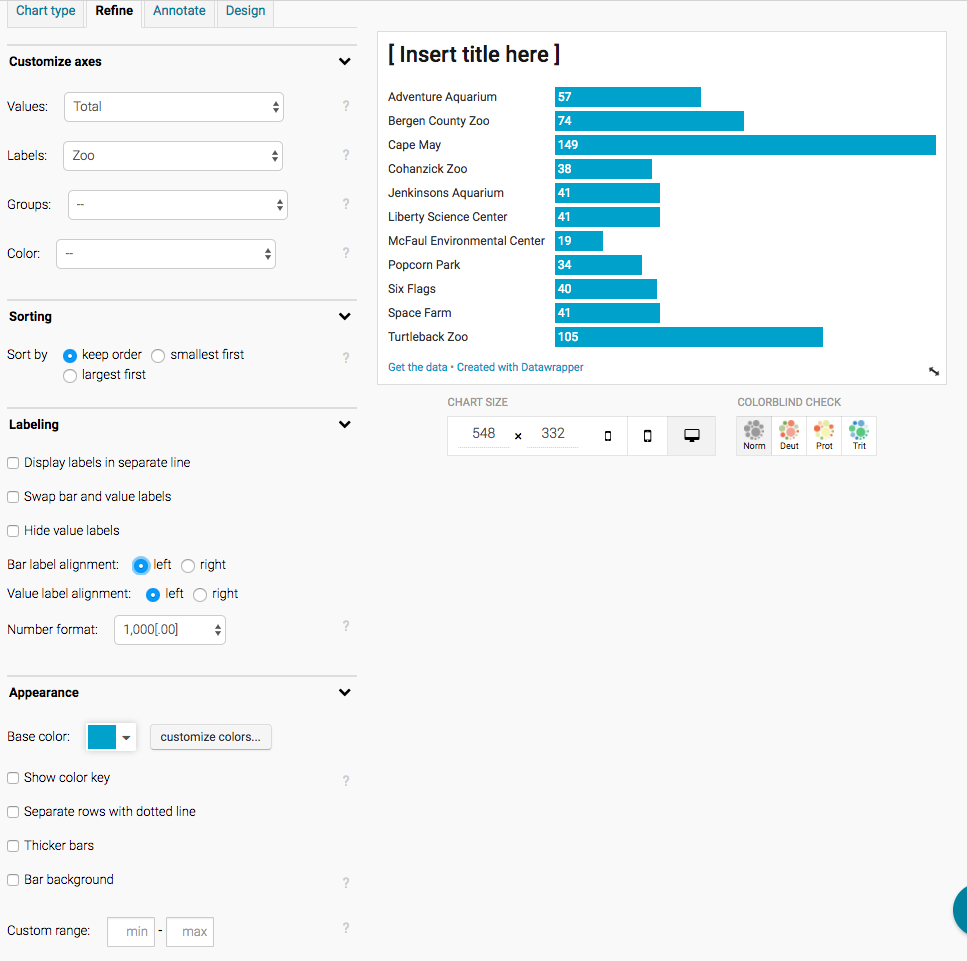 Chart type Refine Annotate Design
Customize axes
Values: Total ?
Labels: Zoo ?
Groups: -- ?
Color: -- ?
Sorting
Sort by keep order smallest first ?
largest first
Labeling
Display labels in separate line
Swap bar and value labels
Hide value labels
Bar label alignment: left right
Value label alignment: left right
Number format: 1,000[.00] ?
Appearance
Base color: customize colors...
Show color key ?
Separate rows with dotted line
Thicker bars
Bar background ?
Custom range: min - max ?
[ Insert title here ]
Adventure Aquarium 57
Bergen County Zoo 74
Cape May 149
Cohanzick Zoo 38
Jenkinsons Aquarium 41
Liberty Science Center 41
McFaul Environmental Center 19
Popcorn Park 34
Six Flags 40
Space Farm 41
Turtleback Zoo 105
Get the data • Created with Datawrapper
CHART SIZE
548 × 332
COLORBLIND CHECK
Norm Deut Prot Trit